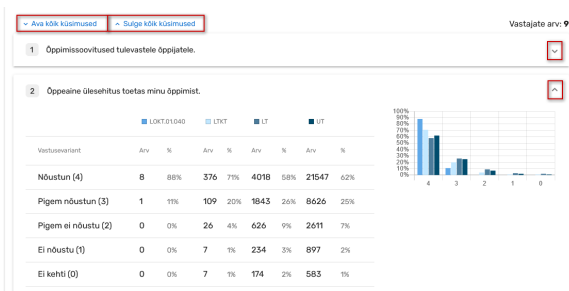 Ava kõik küsimused Sulge kõik küsimused Vastajate arv: 9
1 Õppimissoovitused tulevastele õppijatele.
2 Õppeaine ülesehitus toetas minu õppimist.
LOKT.01.040 LTKT LT UT
Vastusevariant Arv % Arv % Arv % Arv %
Nõustun (4) 8 88% 376 71% 4018 58% 21547 62%
Pigem nõustun (3) 1 11% 109 20% 1843 26% 8626 25%
Pigem ei nõustu (2) 0 0% 26 4% 626 9% 2611 7%
Ei nõustu (1) 0 0% 7 1% 234 3% 897 2%
Ei kehti (0) 0 0% 7 1% 174 2% 583 1%
100%
90%
80%
70%
60%
50%
40%
30%
20%
10%
0%
4 3 2 1 0